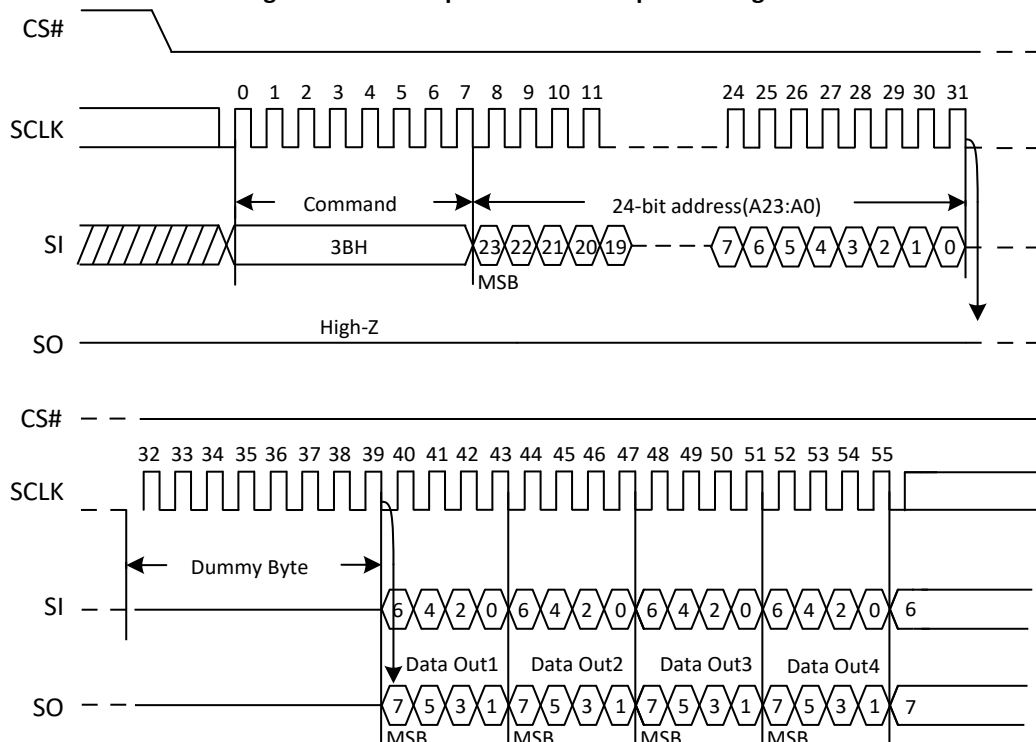 CS#
0 1 2 3 4 5 6 7 8 9 10 11 24 25 26 27 28 29 30 31
SCLK
Command 24-bit address(A23:A0)
SI 3BH 23 22 21 20 19 7 6 5 4 3 2 1 0
MSB
High-Z
SO
CS#
32 33 34 35 36 37 38 39 40 41 42 43 44 45 46 47 48 49 50 51 52 53 54 55
SCLK
Dummy Byte
SI 6 4 2 0 6 4 2 0 6 4 2 0 6 4 2 0 6
Data Out1 Data Out2 Data Out3 Data Out4
SO 7 5 3 1 7 5 3 1 7 5 3 1 7 5 3 1 7
MSB MSB MSB MSB